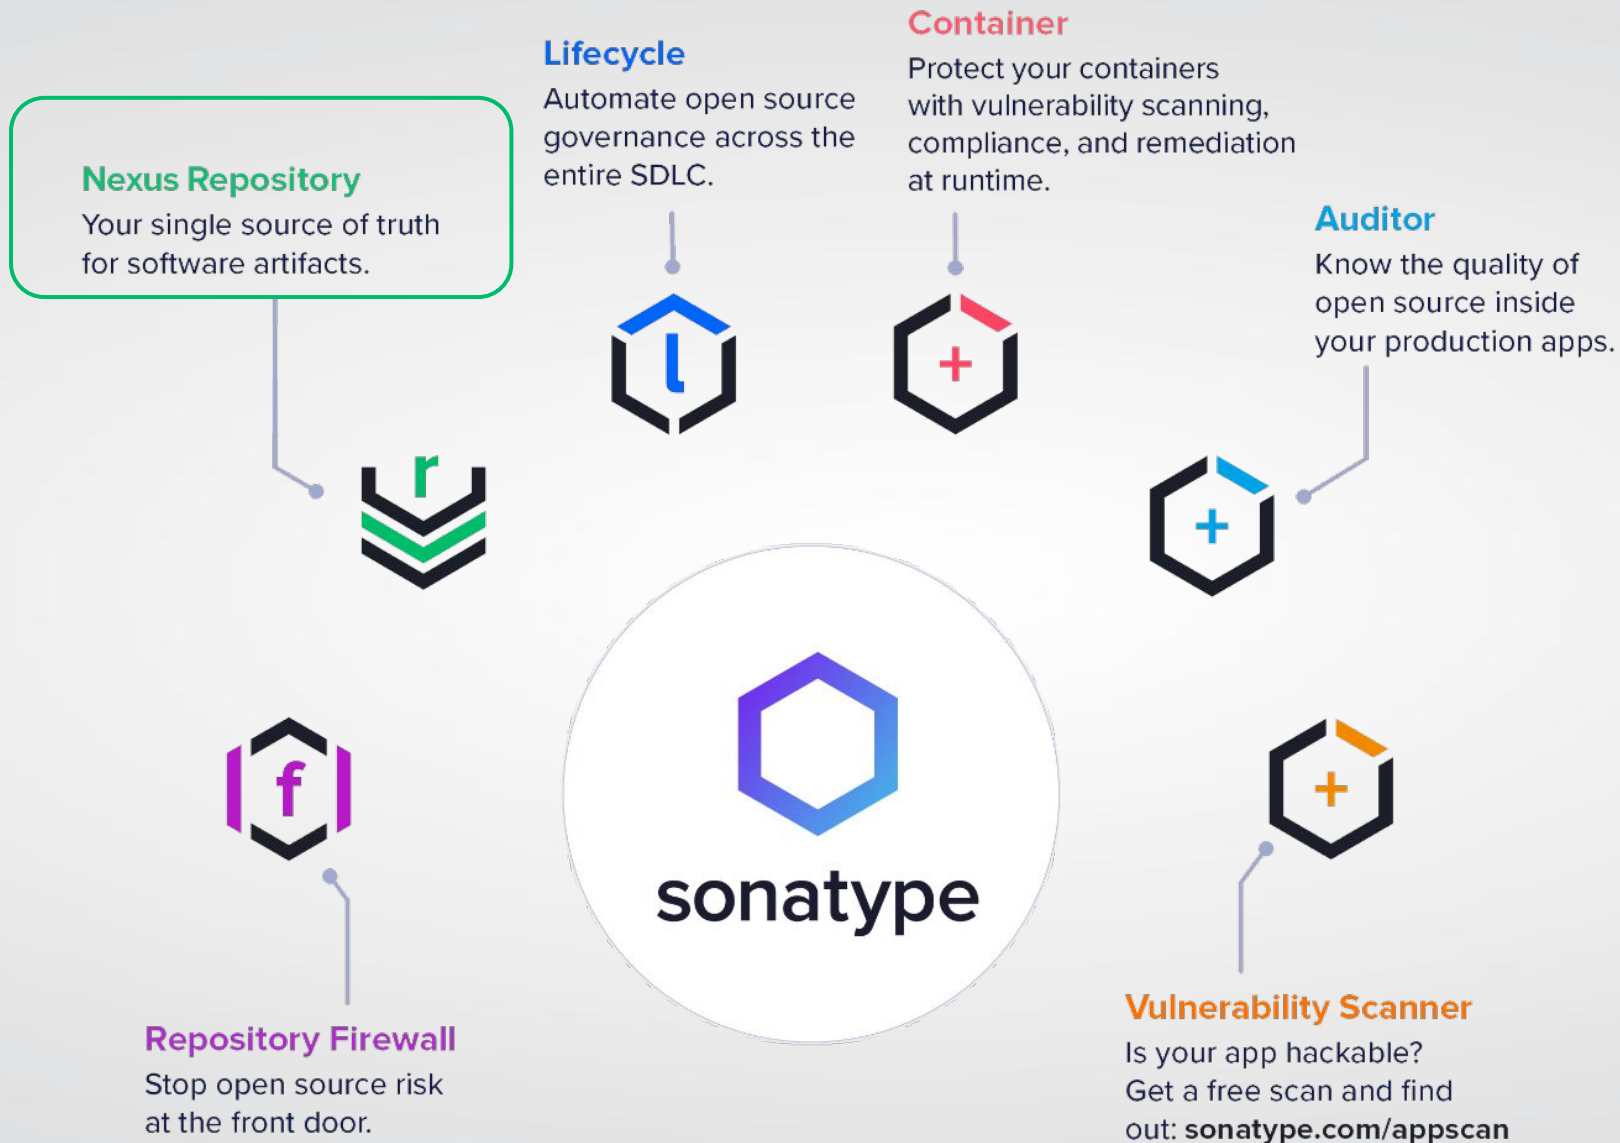 Container
Lifecycle
Protect your containers
with vulnerability scanning,
compliance, and remediation
at runtime.
Automate open source
governance across the
entire SDLC.
Nexus Repository
Your single source of truth
for software artifacts.
Auditor
Know the quality of
open source inside
your production apps.
l
+
r
+
f
+
sonatype
Repository Firewall
Stop open source risk
at the front door.
Vulnerability Scanner
Is your app hackable?
Get a free scan and find
out: sonatype.com/appscan